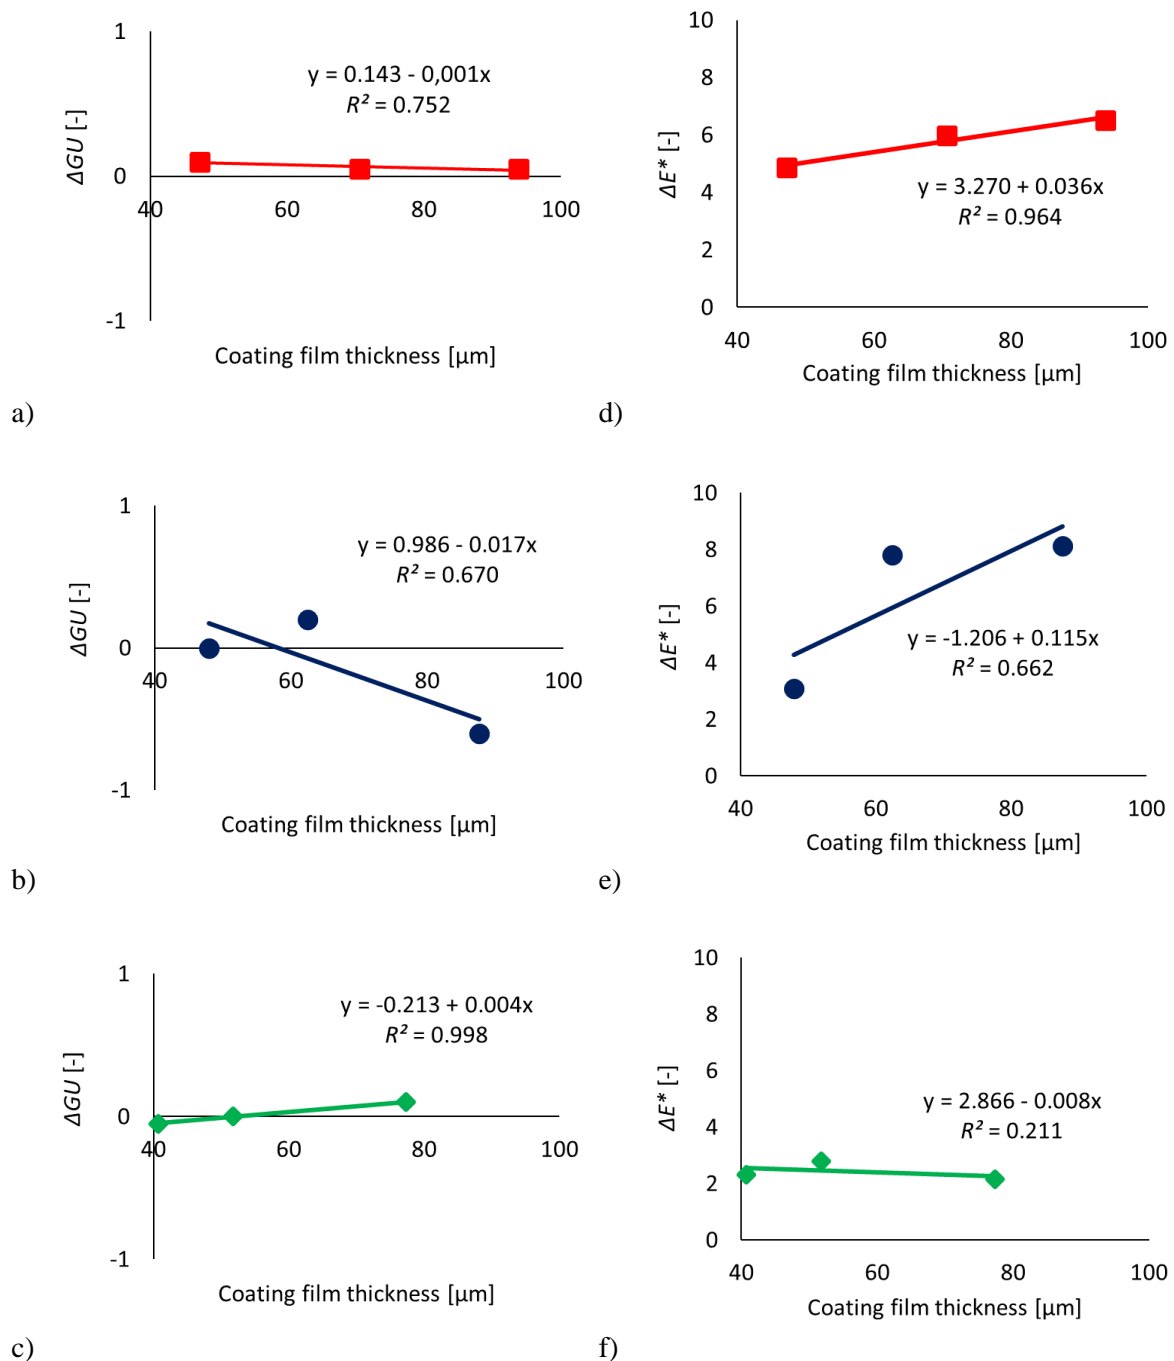 1
y = 0.143 - 0,001x
R² = 0.752
ΔGU [-]
0
40
60
80
100
-1
Coating film thickness [µm]
a)
10
8
6
4
2
0
ΔE* [-]
y = 3.270 + 0.036x
R² = 0.964
40
60
80
100
Coating film thickness [µm]
d)
1
y = 0.986 - 0.017x
R² = 0.670
ΔGU [-]
0
40
60
80
100
-1
Coating film thickness [µm]
b)
10
8
6
4
2
0
ΔE* [-]
y = -1.206 + 0.115x
R² = 0.662
40
60
80
100
Coating film thickness [µm]
e)
1
y = -0.213 + 0.004x
R² = 0.998
ΔGU [-]
0
40
60
80
100
-1
Coating film thickness [µm]
c)
10
8
6
4
2
0
ΔE* [-]
y = 2.866 - 0.008x
R² = 0.211
40
60
80
100
Coating film thickness [µm]
f)